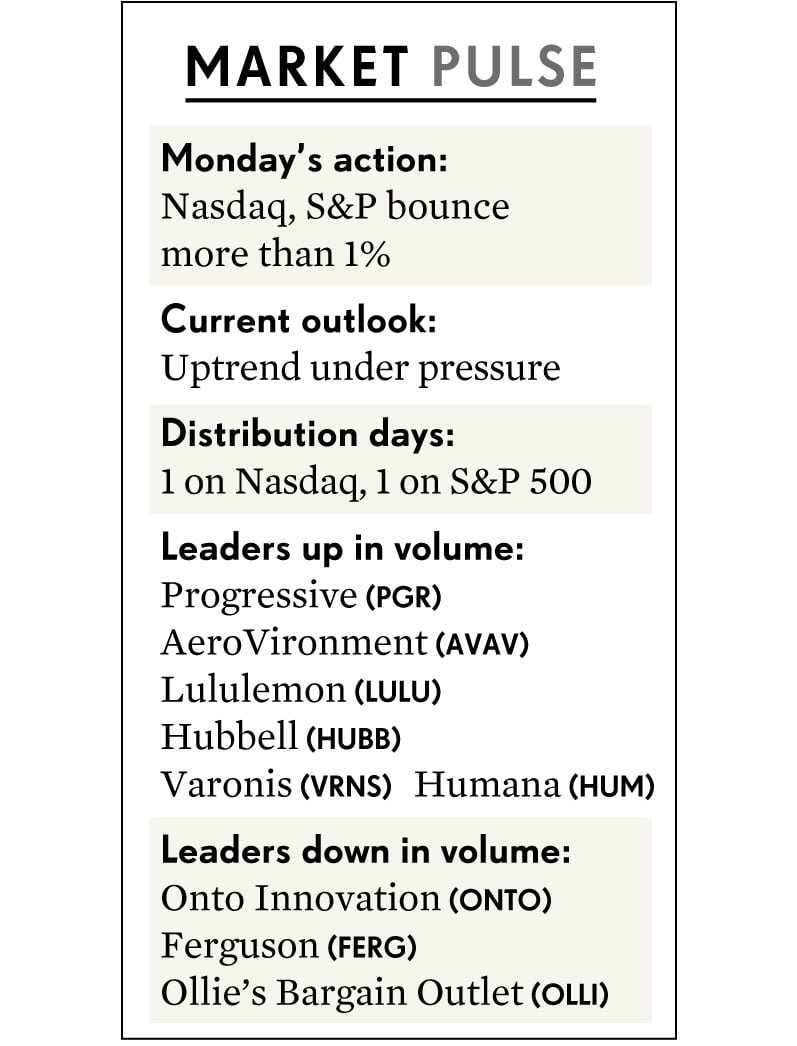 MARKET PULSE
Monday’s action:
Nasdaq, S&P bounce
more than 1%
Current outlook:
Uptrend under pressure
Distribution days:
1 on Nasdaq, 1 on S&P 500
Leaders up in volume:
Progressive (PGR)
AeroVironment (AVAV)
Lululemon (LULU)
Hubbell (HUBB)
Varonis (VRNS) Humana (HUM)
Leaders down in volume:
Onto Innovation (ONTO)
Ferguson (FERG)
Ollie’s Bargain Outlet (OLLI)